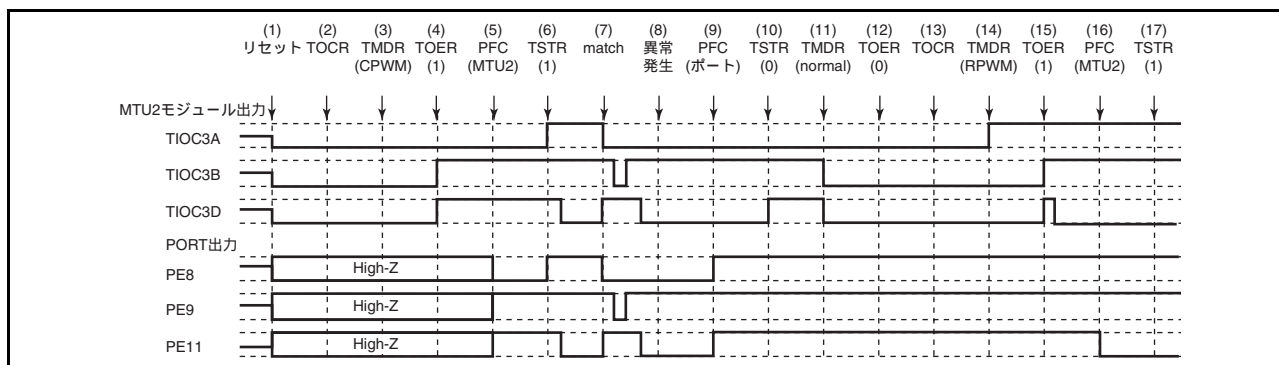 (1) (2) (3) (4) (5) (6) (7) (8) (9) (10) (11) (12) (13) (14) (15) (16) (17)
リセット TOCR TMDR TOER PFC TSTR match 異常 PFC TSTR TMDR TOER TOCR TMDR TOER PFC TSTR
(CPWM) (1) (MTU2) (1) 発生 (ポート) (0) (normal) (0) (RPWM) (1) (MTU2) (1)
MTU2モジュール出力
TIOC3A
TIOC3B
TIOC3D
PORT出力
PE8 High-Z
PE9 High-Z
PE11 High-Z